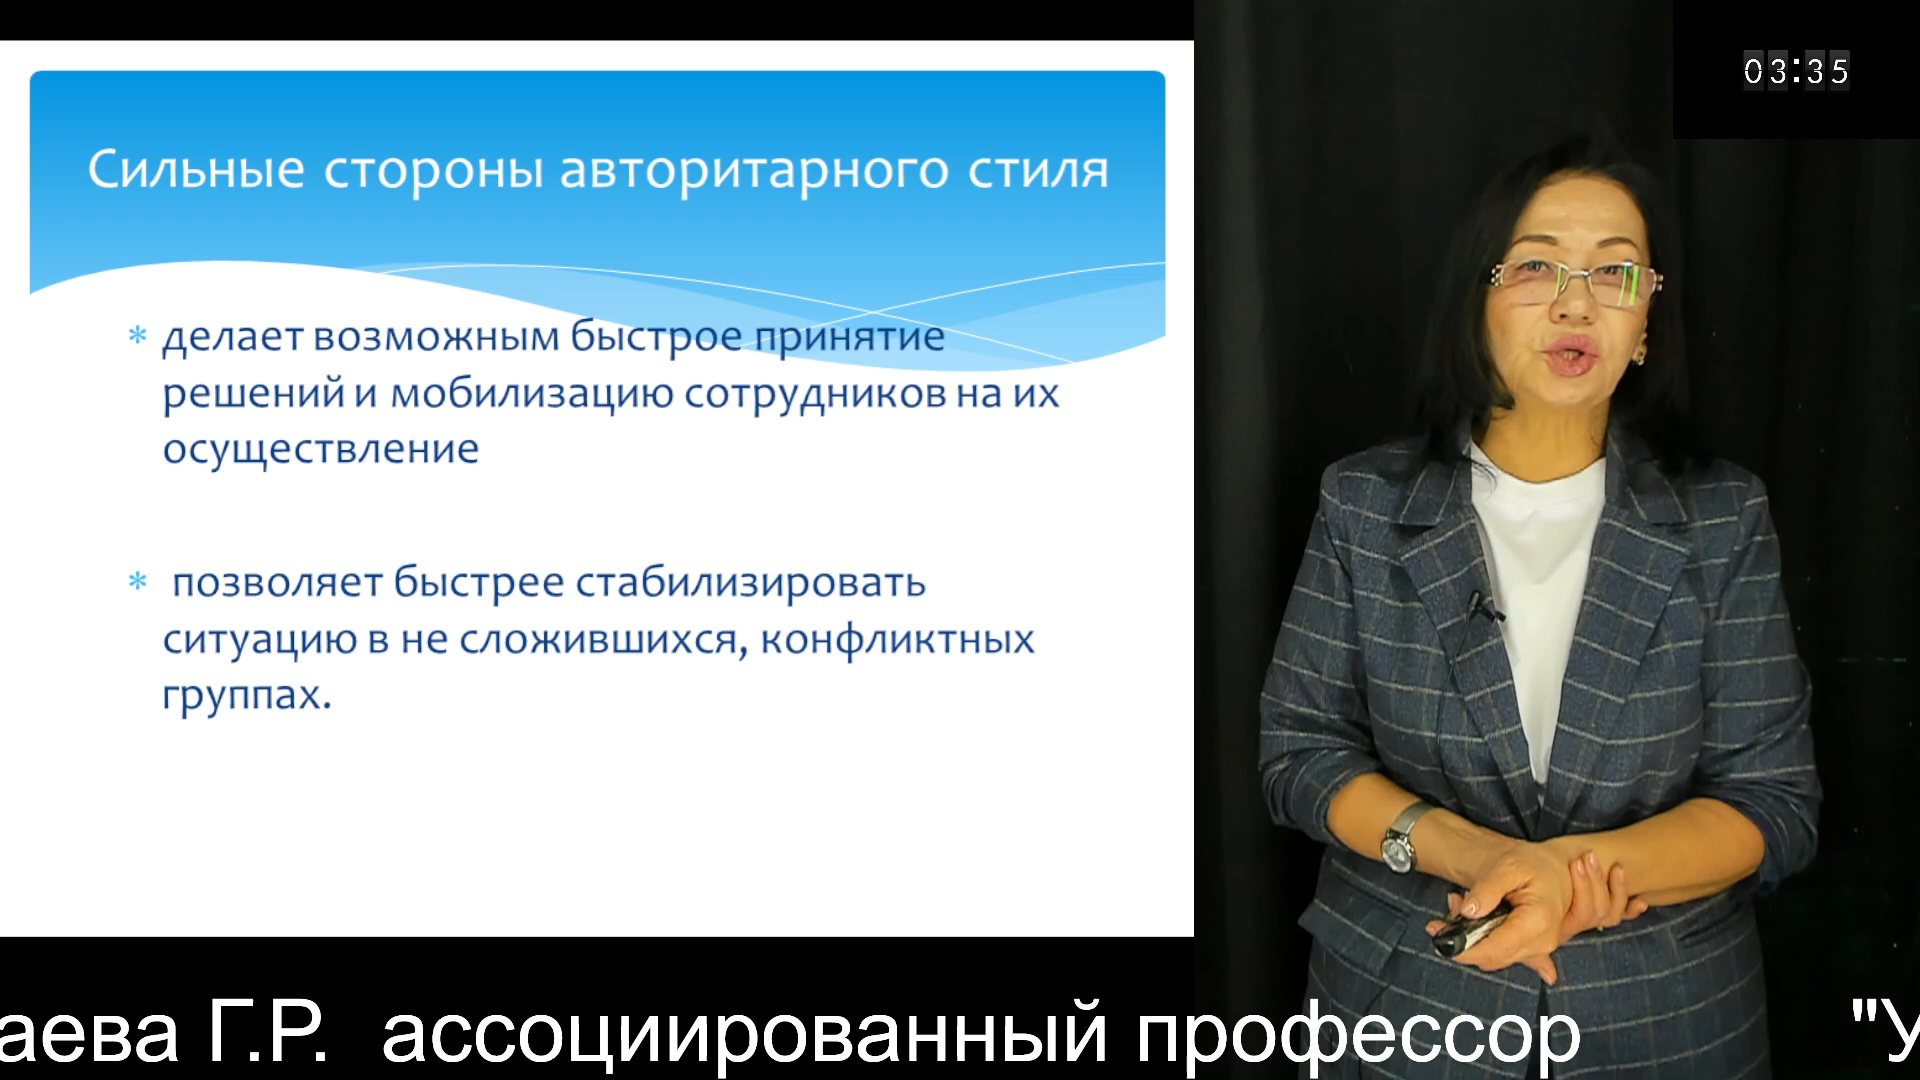 03:35
Сильные стороны авторитарного стиля
* делает возможным быстрое принятие
решений и мобилизацию сотрудников на их
осуществление
* позволяет быстрее стабилизировать
ситуацию в не сложившихся, конфликтных
группах.
аева Г.Р. ассоциированный профессор "У